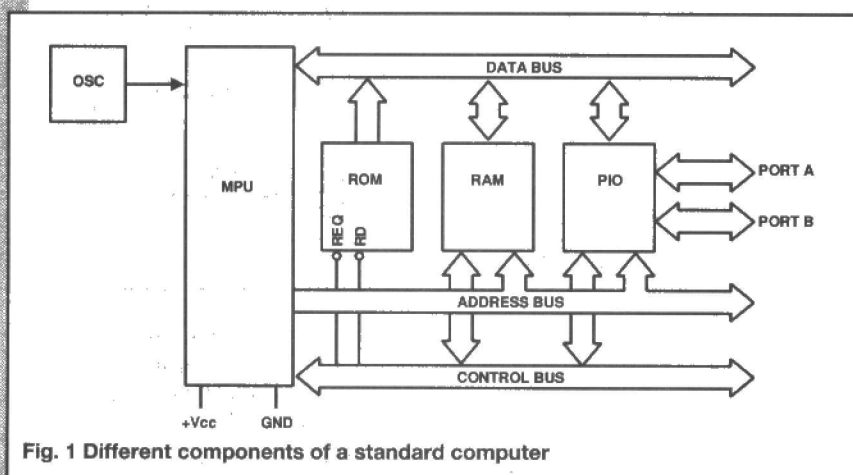 OSC
DATA BUS
MPU
ROM
RAM
PIO
PORT A
PORT B
REQ
RD
ADDRESS BUS
CONTROL BUS
+Vcc
GND
Fig. 1 Different components of a standard computer